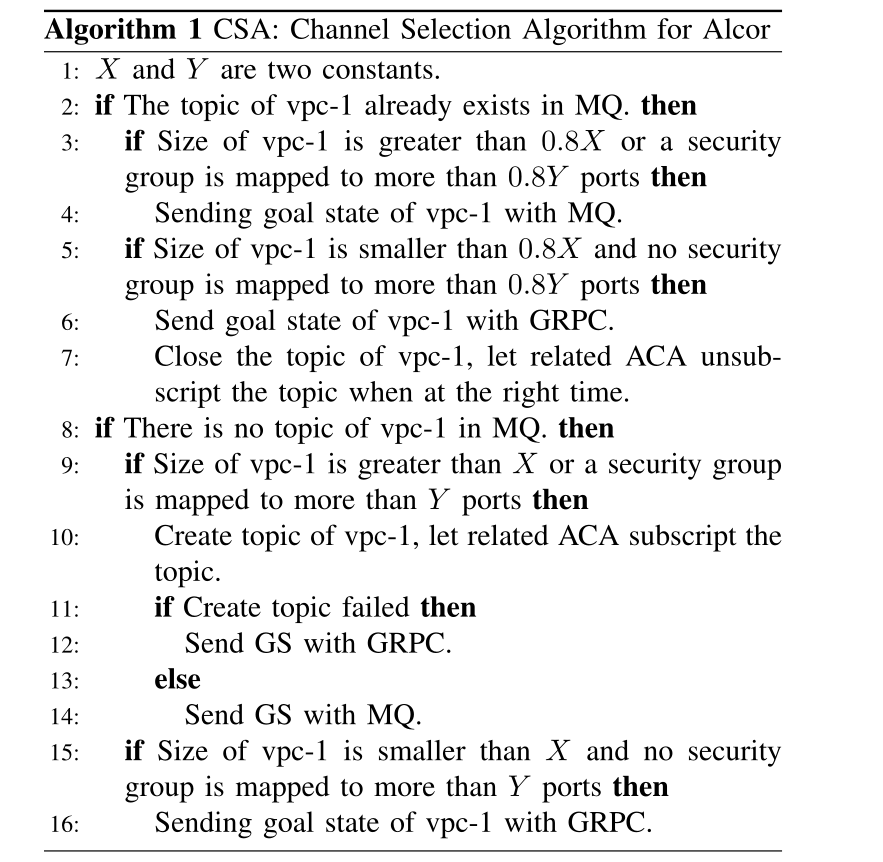 Algorithm 1 CSA: Channel Selection Algorithm for Alcor
1: X and Y are two constants.
2: if The topic of vpc-1 already exists in MQ. then
3: if Size of vpc-1 is greater than 0.8X or a security
group is mapped to more than 0.8Y ports then
4: Sending goal state of vpc-1 with MQ.
5: if Size of vpc-1 is smaller than 0.8X and no security
group is mapped to more than 0.8Y ports then
6: Send goal state of vpc-1 with GRPC.
7: Close the topic of vpc-1, let related ACA unsub-
script the topic when at the right time.
8: if There is no topic of vpc-1 in MQ. then
9: if Size of vpc-1 is greater than X or a security group
is mapped to more than Y ports then
10: Create topic of vpc-1, let related ACA subscript the
topic.
11: if Create topic failed then
12: Send GS with GRPC.
13: else
14: Send GS with MQ.
15: if Size of vpc-1 is smaller than X and no security
group is mapped to more than Y ports then
16: Sending goal state of vpc-1 with GRPC.